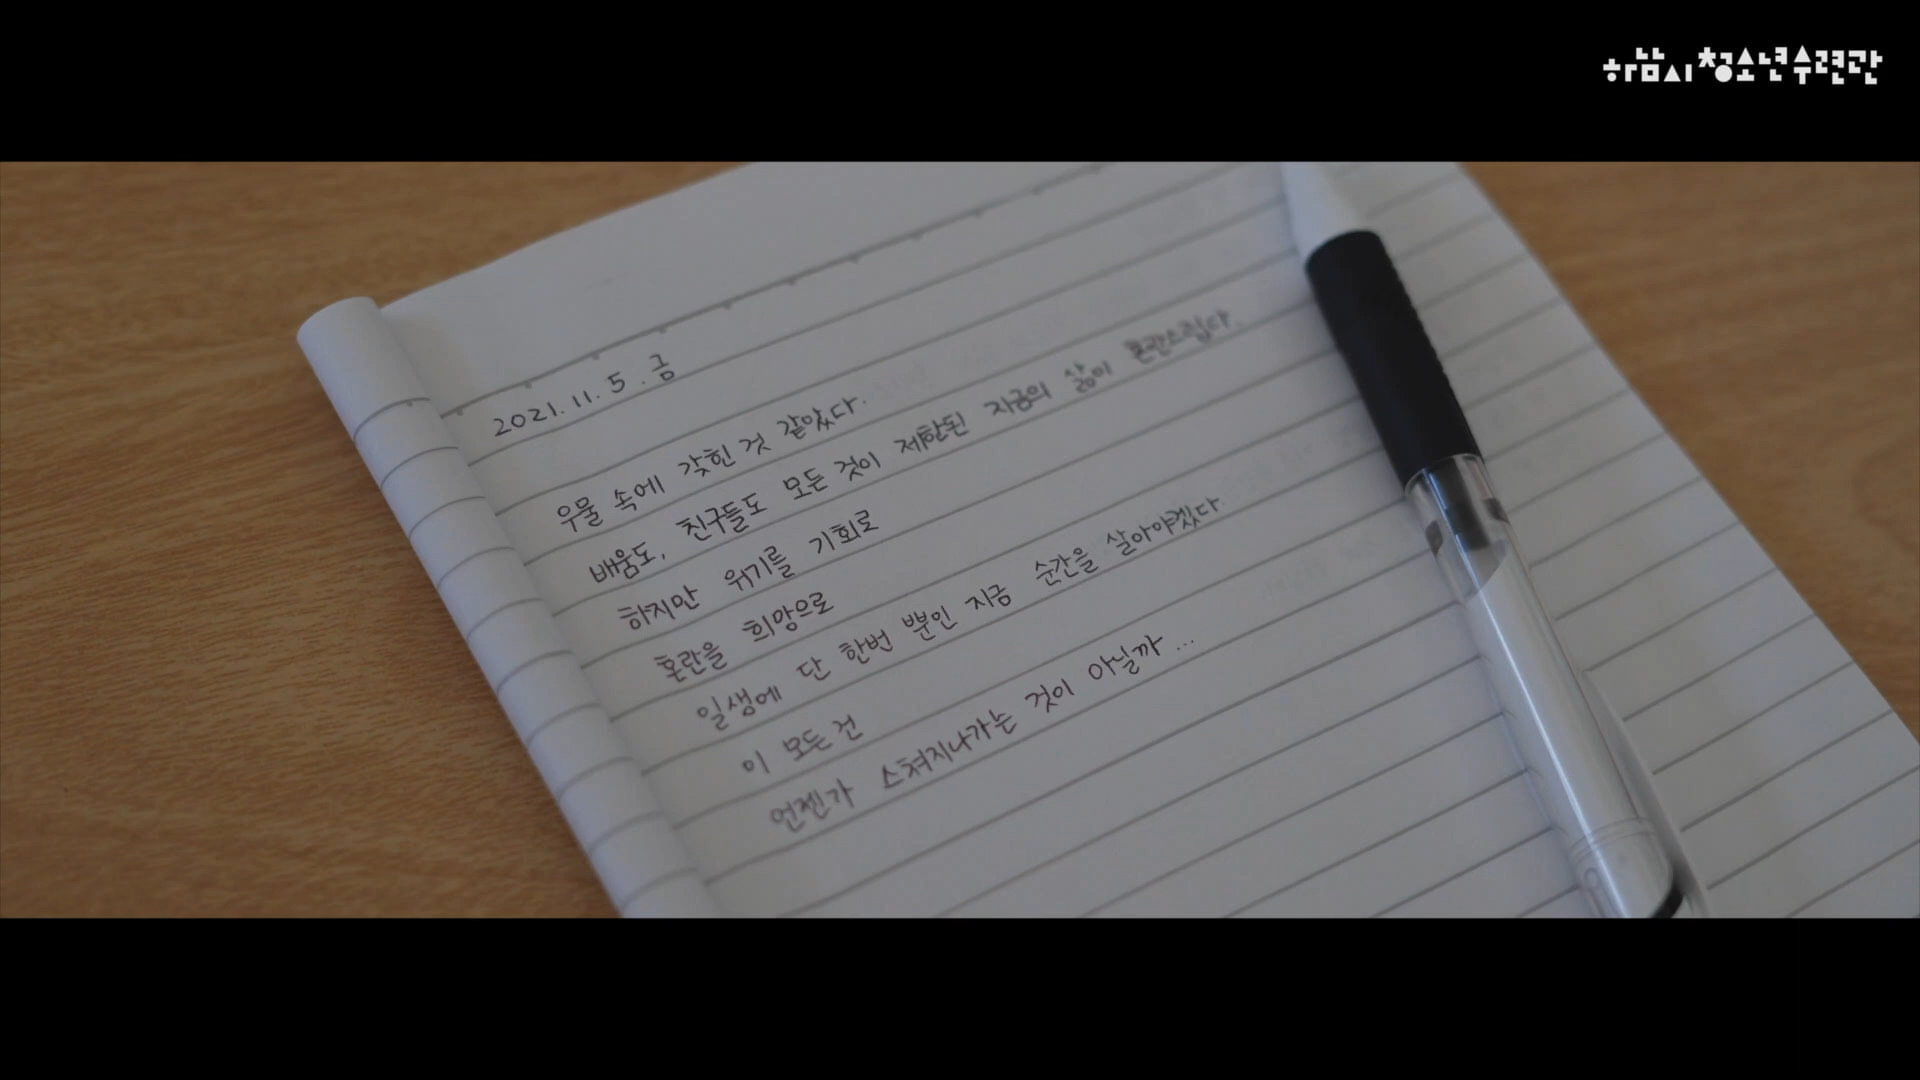 하남시청소년수련관
2021. 11. 5 . 금
우물 속에 갖힌 것 같았다.
배움도, 친구들도 모든 것이 제한된 지금의 삶이 혼란스럽다.
하지만 위기를 기회로
혼란을 희망으로
일생에 단 한번 뿐인 지금 순간을 살아야겠다.
이 모든 건
언젠가 스쳐지나가는 것이 아닐까...